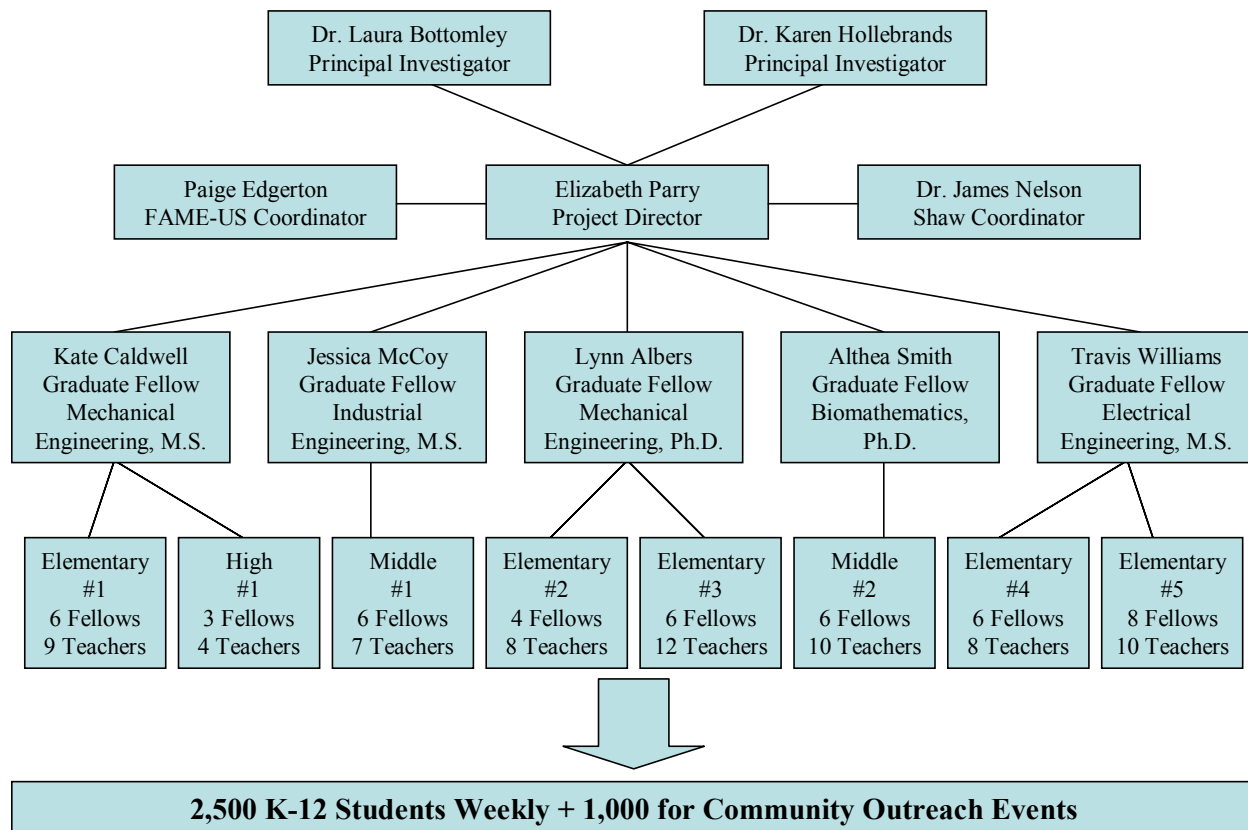 Dr. Laura Bottomley
Principal Investigator
Dr. Karen Hollebrands
Principal Investigator
Paige Edgerton
FAME-US Coordinator
Elizabeth Parry
Project Director
Dr. James Nelson
Shaw Coordinator
Kate Caldwell
Graduate Fellow
Mechanical
Engineering, M.S.
Jessica McCoy
Graduate Fellow
Industrial
Engineering, M.S.
Lynn Albers
Graduate Fellow
Mechanical
Engineering, Ph.D.
Althea Smith
Graduate Fellow
Biomathematics,
Ph.D.
Travis Williams
Graduate Fellow
Electrical
Engineering, M.S.
Elementary
#1
6 Fellows
9 Teachers
High
#1
3 Fellows
4 Teachers
Middle
#1
6 Fellows
7 Teachers
Elementary
#2
4 Fellows
8 Teachers
Elementary
#3
6 Fellows
12 Teachers
Middle
#2
6 Fellows
10 Teachers
Elementary
#4
6 Fellows
8 Teachers
Elementary
#5
8 Fellows
10 Teachers
2,500 K-12 Students Weekly + 1,000 for Community Outreach Events